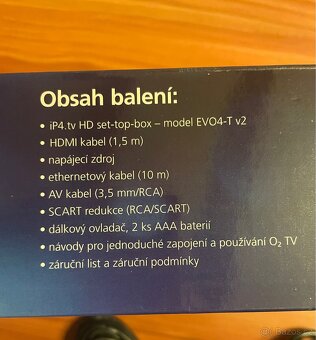 Obsah balení:
• iP4.tv HD set-top-box – model EVO4-T v2
• HDMI kabel (1,5 m)
• napájecí zdroj
• ethernetový kabel (10 m)
• AV kabel (3,5 mm/RCA)
• SCART redukce (RCA/SCART)
• dálkový ovladač, 2 ks AAA baterií
• návody pro jednoduché zapojení a používání O₂ TV
• záruční list a záruční podmínky